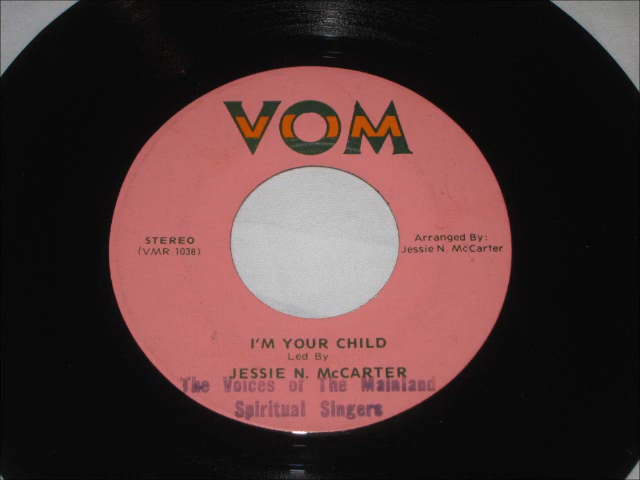 VOM
STEREO
(VMR-1038)
Arranged By:
Jessie N. McCarter
I'M YOUR CHILD
Led By
JESSIE N. McCARTER
The Voices of The Mainland
Spiritual Singers